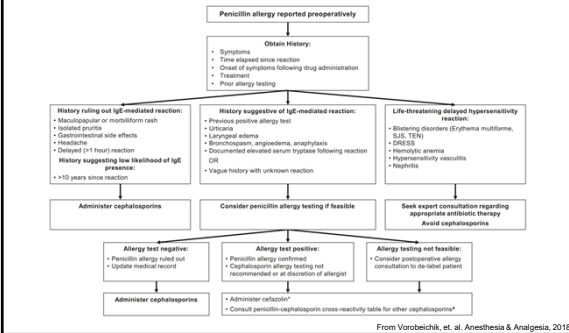 Penicillin allergy reported preoperatively
Obtain History:
• Symptoms
• Time elapsed since reaction
• Onset of symptoms following drug administration
• Treatment
• Prior allergy testing
History ruling out IgE-mediated reaction:
• Maculopapular or morbilliform rash
• Isolated pruritis
• Gastrointestinal side effects
• Headache
• Delayed (>1 hour) reaction
History suggesting low likelihood of IgE
presence:
• >10 years since reaction
History suggestive of IgE-mediated reaction:
• Previous positive allergy test
• Urticaria
• Laryngeal edema
• Bronchospasm, angioedema, anaphylaxis
• Documented elevated serum tryptase following reaction
OR
• Vague history with unknown reaction
Life-threatening delayed hypersensitivity
reaction:
• Blistering disorders (Erythema multiforme,
SJS, TEN)
• DRESS
• Hemolytic anemia
• Hypersensitivity vasculitis
• Nephritis
Administer cephalosporins
Consider penicillin allergy testing if feasible
Seek expert consultation regarding
appropriate antibiotic therapy
Avoid cephalosporins
Allergy test negative:
• Penicillin allergy ruled out
• Update medical record
Allergy test positive:
• Penicillin allergy confirmed
• Cephalosporin allergy testing not
recommended or at discretion of allergist
Allergy testing not feasible:
• Consider postoperative allergy
consultation to de-label patient
Administer cephalosporins
• Administer cefazolin*
• Consult penicillin-cephalosporin cross-reactivity table for other cephalosporins
From Vorobeichik, et. al. Anesthesia & Analgesia, 2018